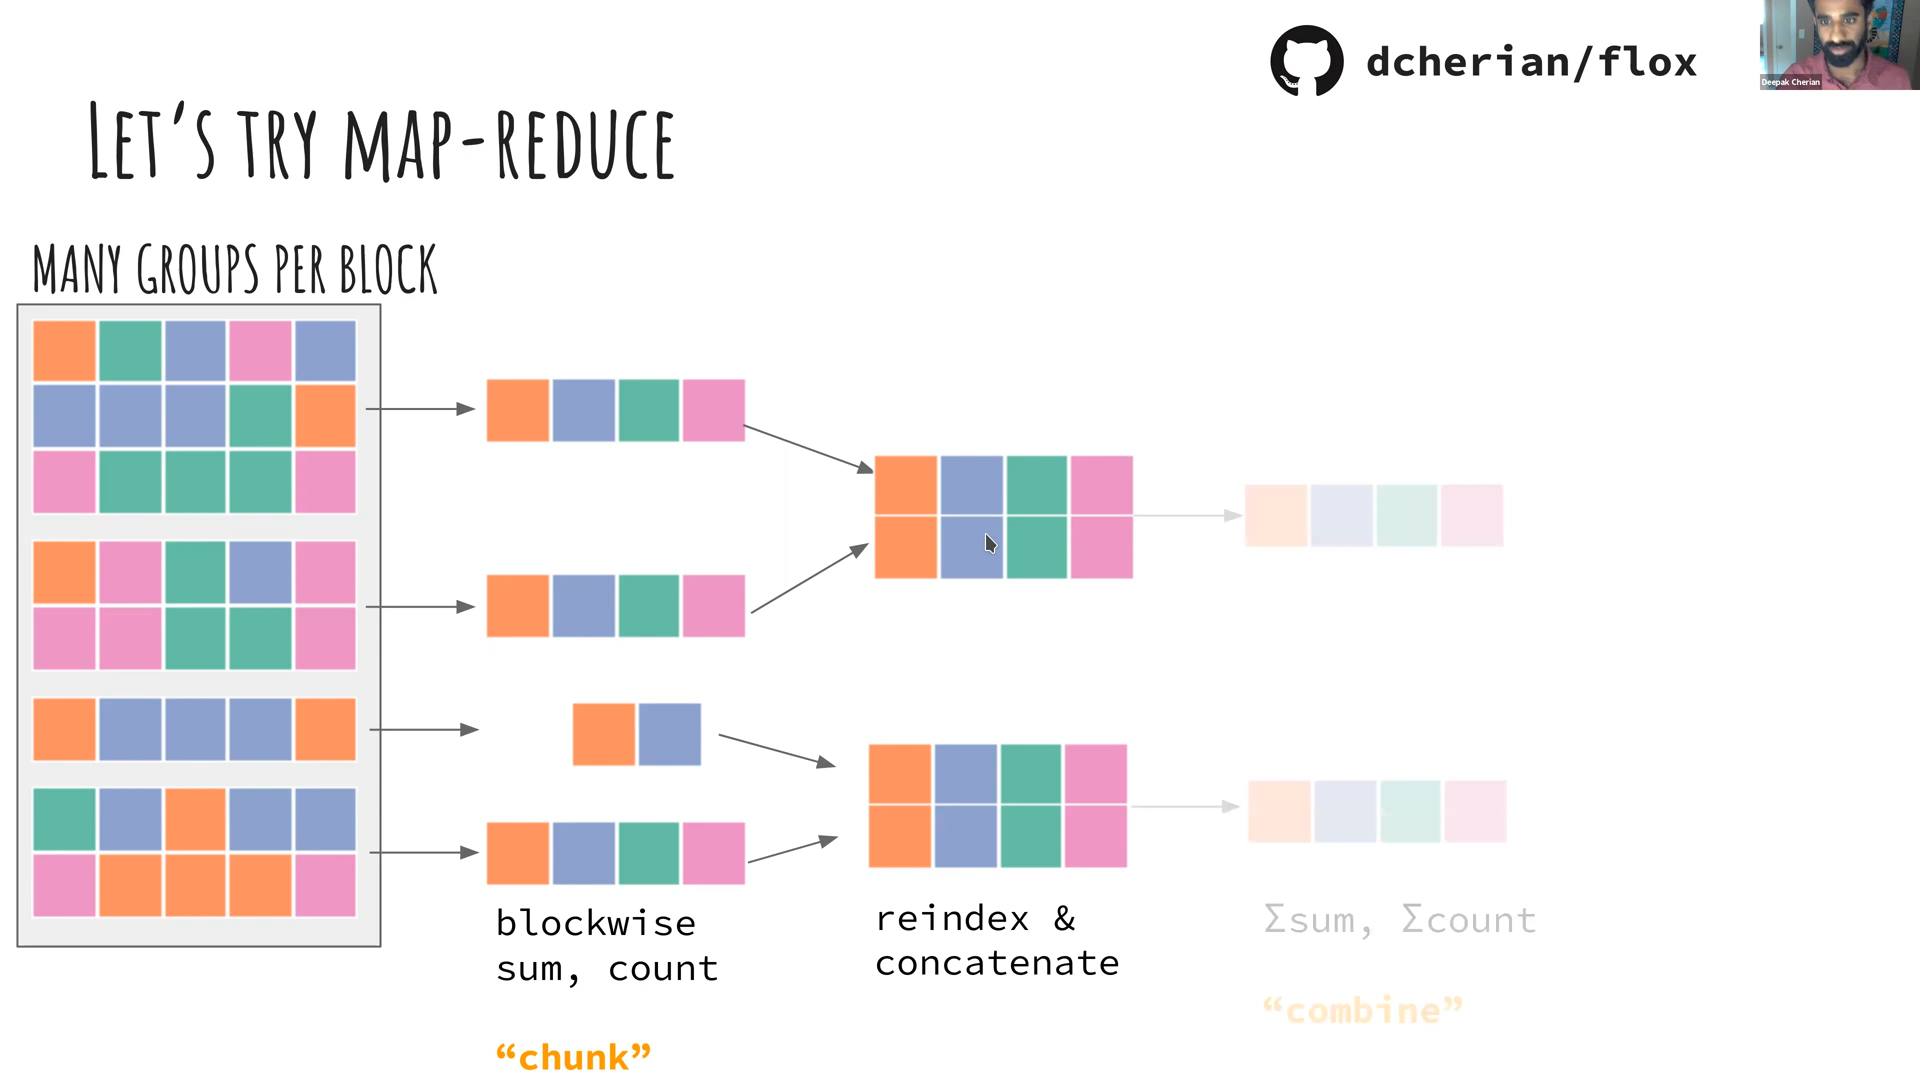 dcherian/flox
Deepak Cherian
LET'S TRY MAP-REDUCE
MANY GROUPS PER BLOCK
blockwise
sum, count
“chunk”
reindex &
concatenate
Σsum, Σcount
“combine”